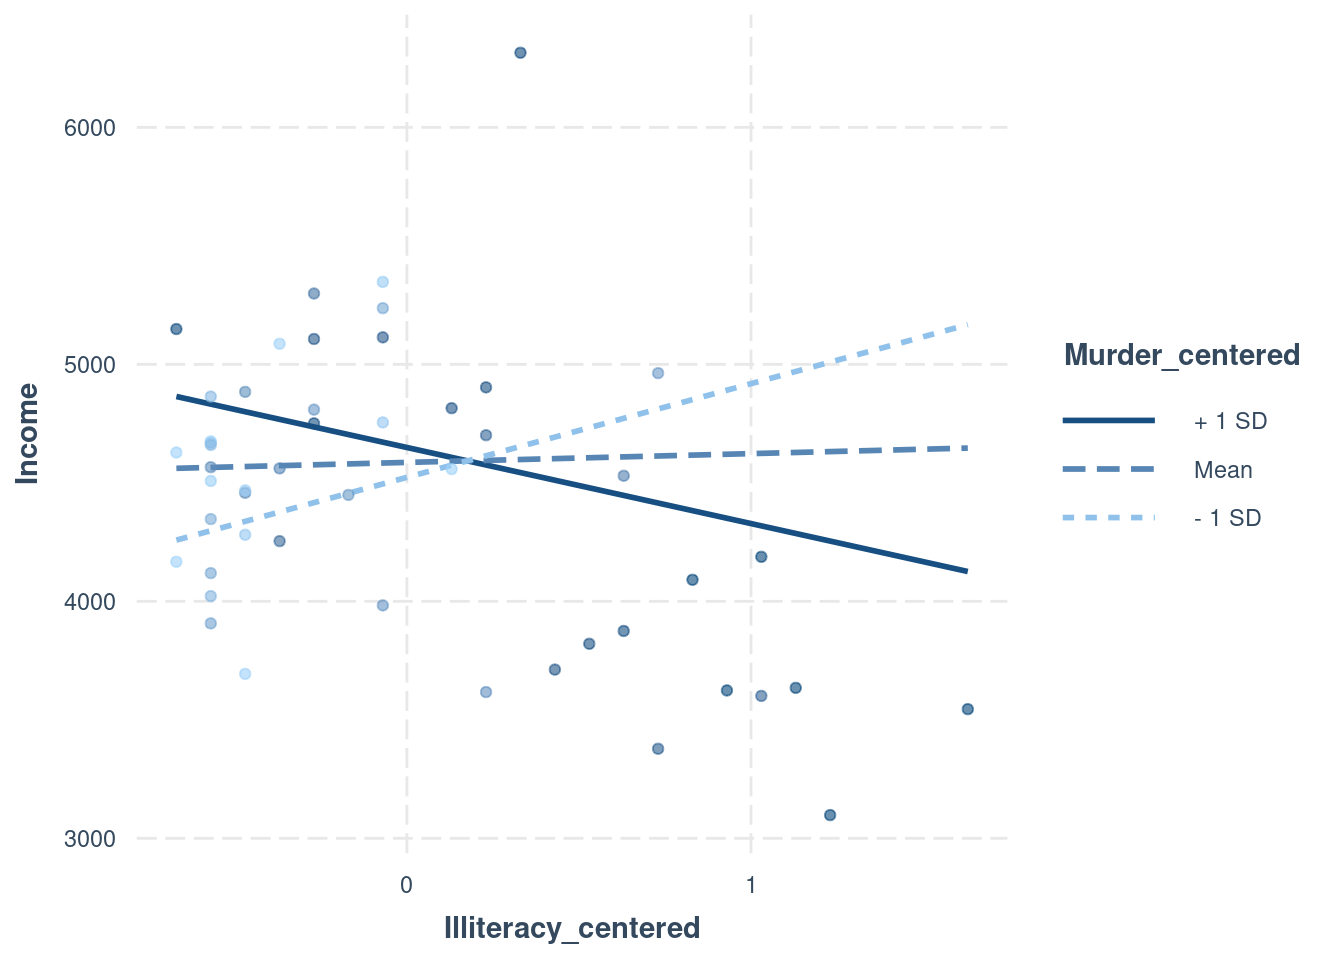 6000
5000
4000
3000
Income
0
1
Illiteracy_centered
Murder_centered
+ 1 SD
Mean
- 1 SD